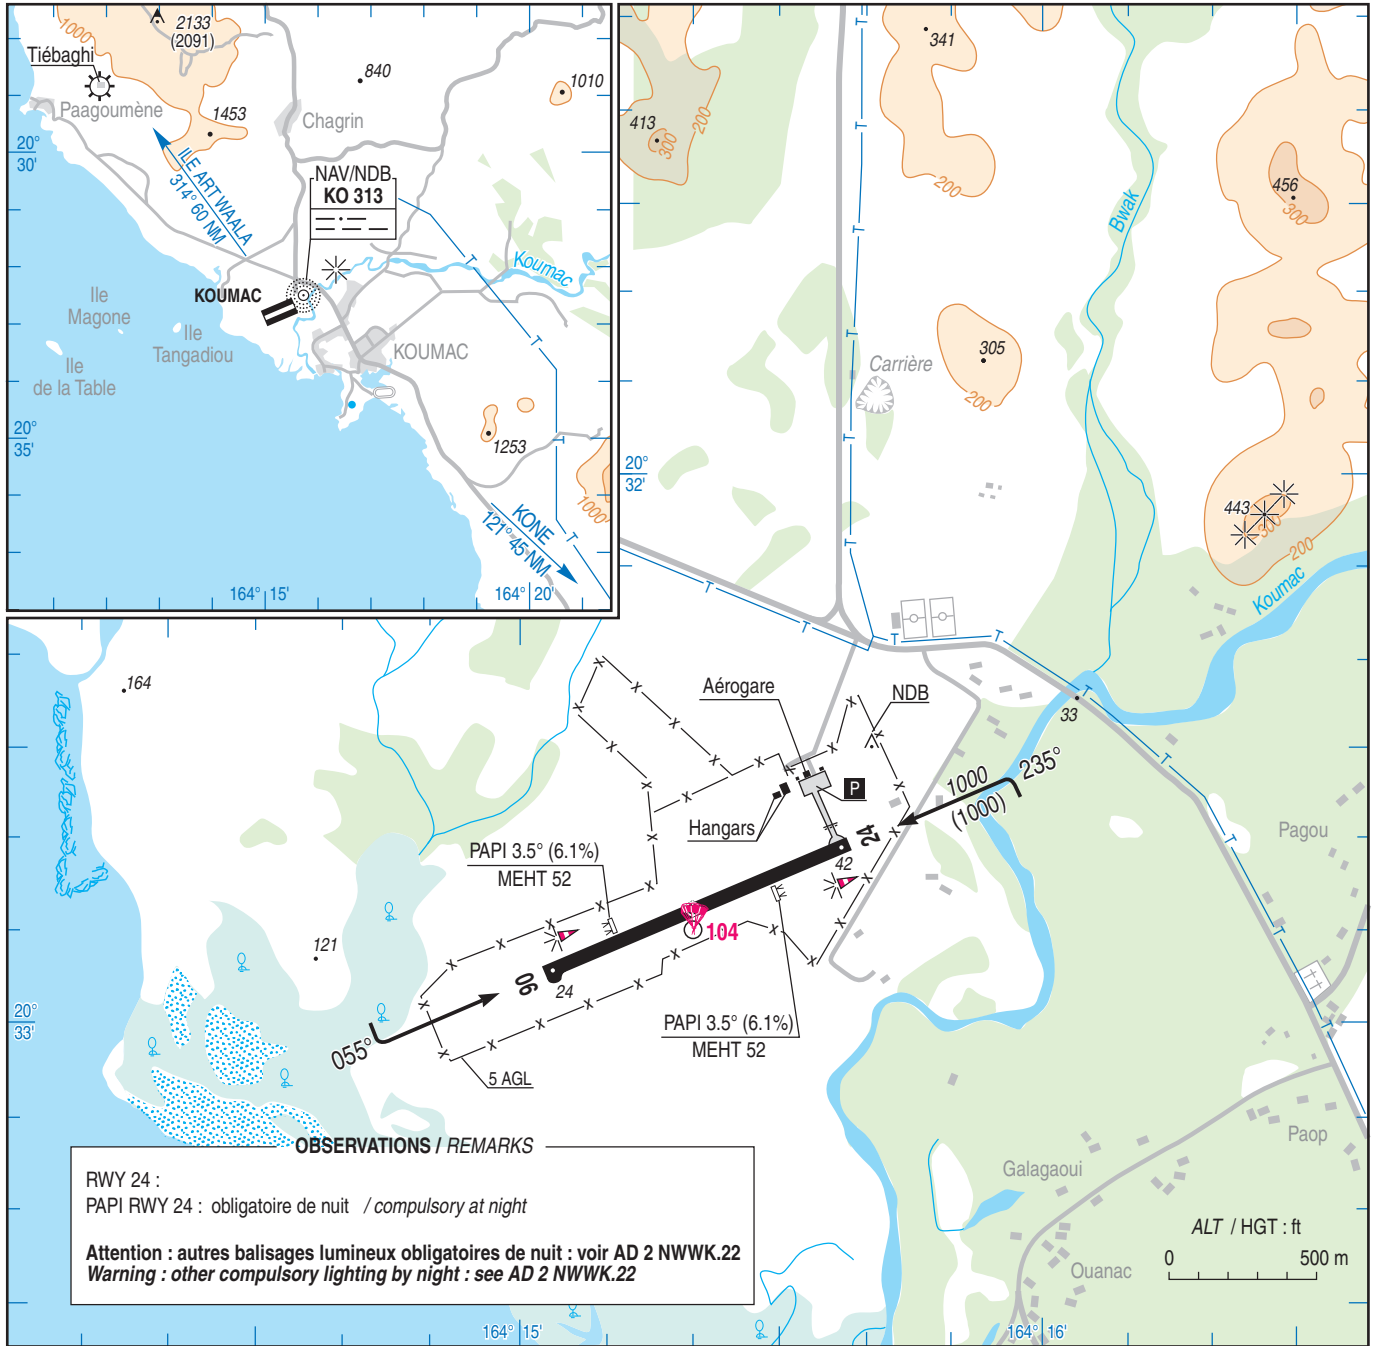 2133
(2091)
1000
Tiébaghi
Paagoumène
840
1010
1453
Chagrin
20°
30'
ILE ART WAALA
314° 60 NM
NAV/NDB
KO 313
T
Koumac
KOUMAC
Ile
Magone
Ile
Tangadiou
Ile
de la Table
T
KOUMAC
20°
35'
1253
T
1000'
KONE
121° 45 NM
T
164° 15'
164° 20'
341
413
300
200
T
200
456
300
Bwak
T
T
305
200
Carrière
T
T
20°
32'
443
300
200
T
T
Koumac
T
T
T
T
164
Aérogare
NDB
33
T
1000
(1000)
235°
P
Hangars
24
42
PAPI 3.5° (6.1%)
MEHT 52
Pagou
T
104
121
06
24
20°
33'
055°
PAPI 3.5° (6.1%)
MEHT 52
5 AGL
T
T
Paop
Galagaoui
Ouanac
OBSERVATIONS / REMARKS
RWY 24 :
PAPI RWY 24 : obligatoire de nuit / compulsory at night
Attention : autres balisages lumineux obligatoires de nuit : voir AD 2 NWWK.22
Warning : other compulsory lighting by night : see AD 2 NWWK.22
ALT / HGT : ft
0 500 m
164° 15'
164° 16'